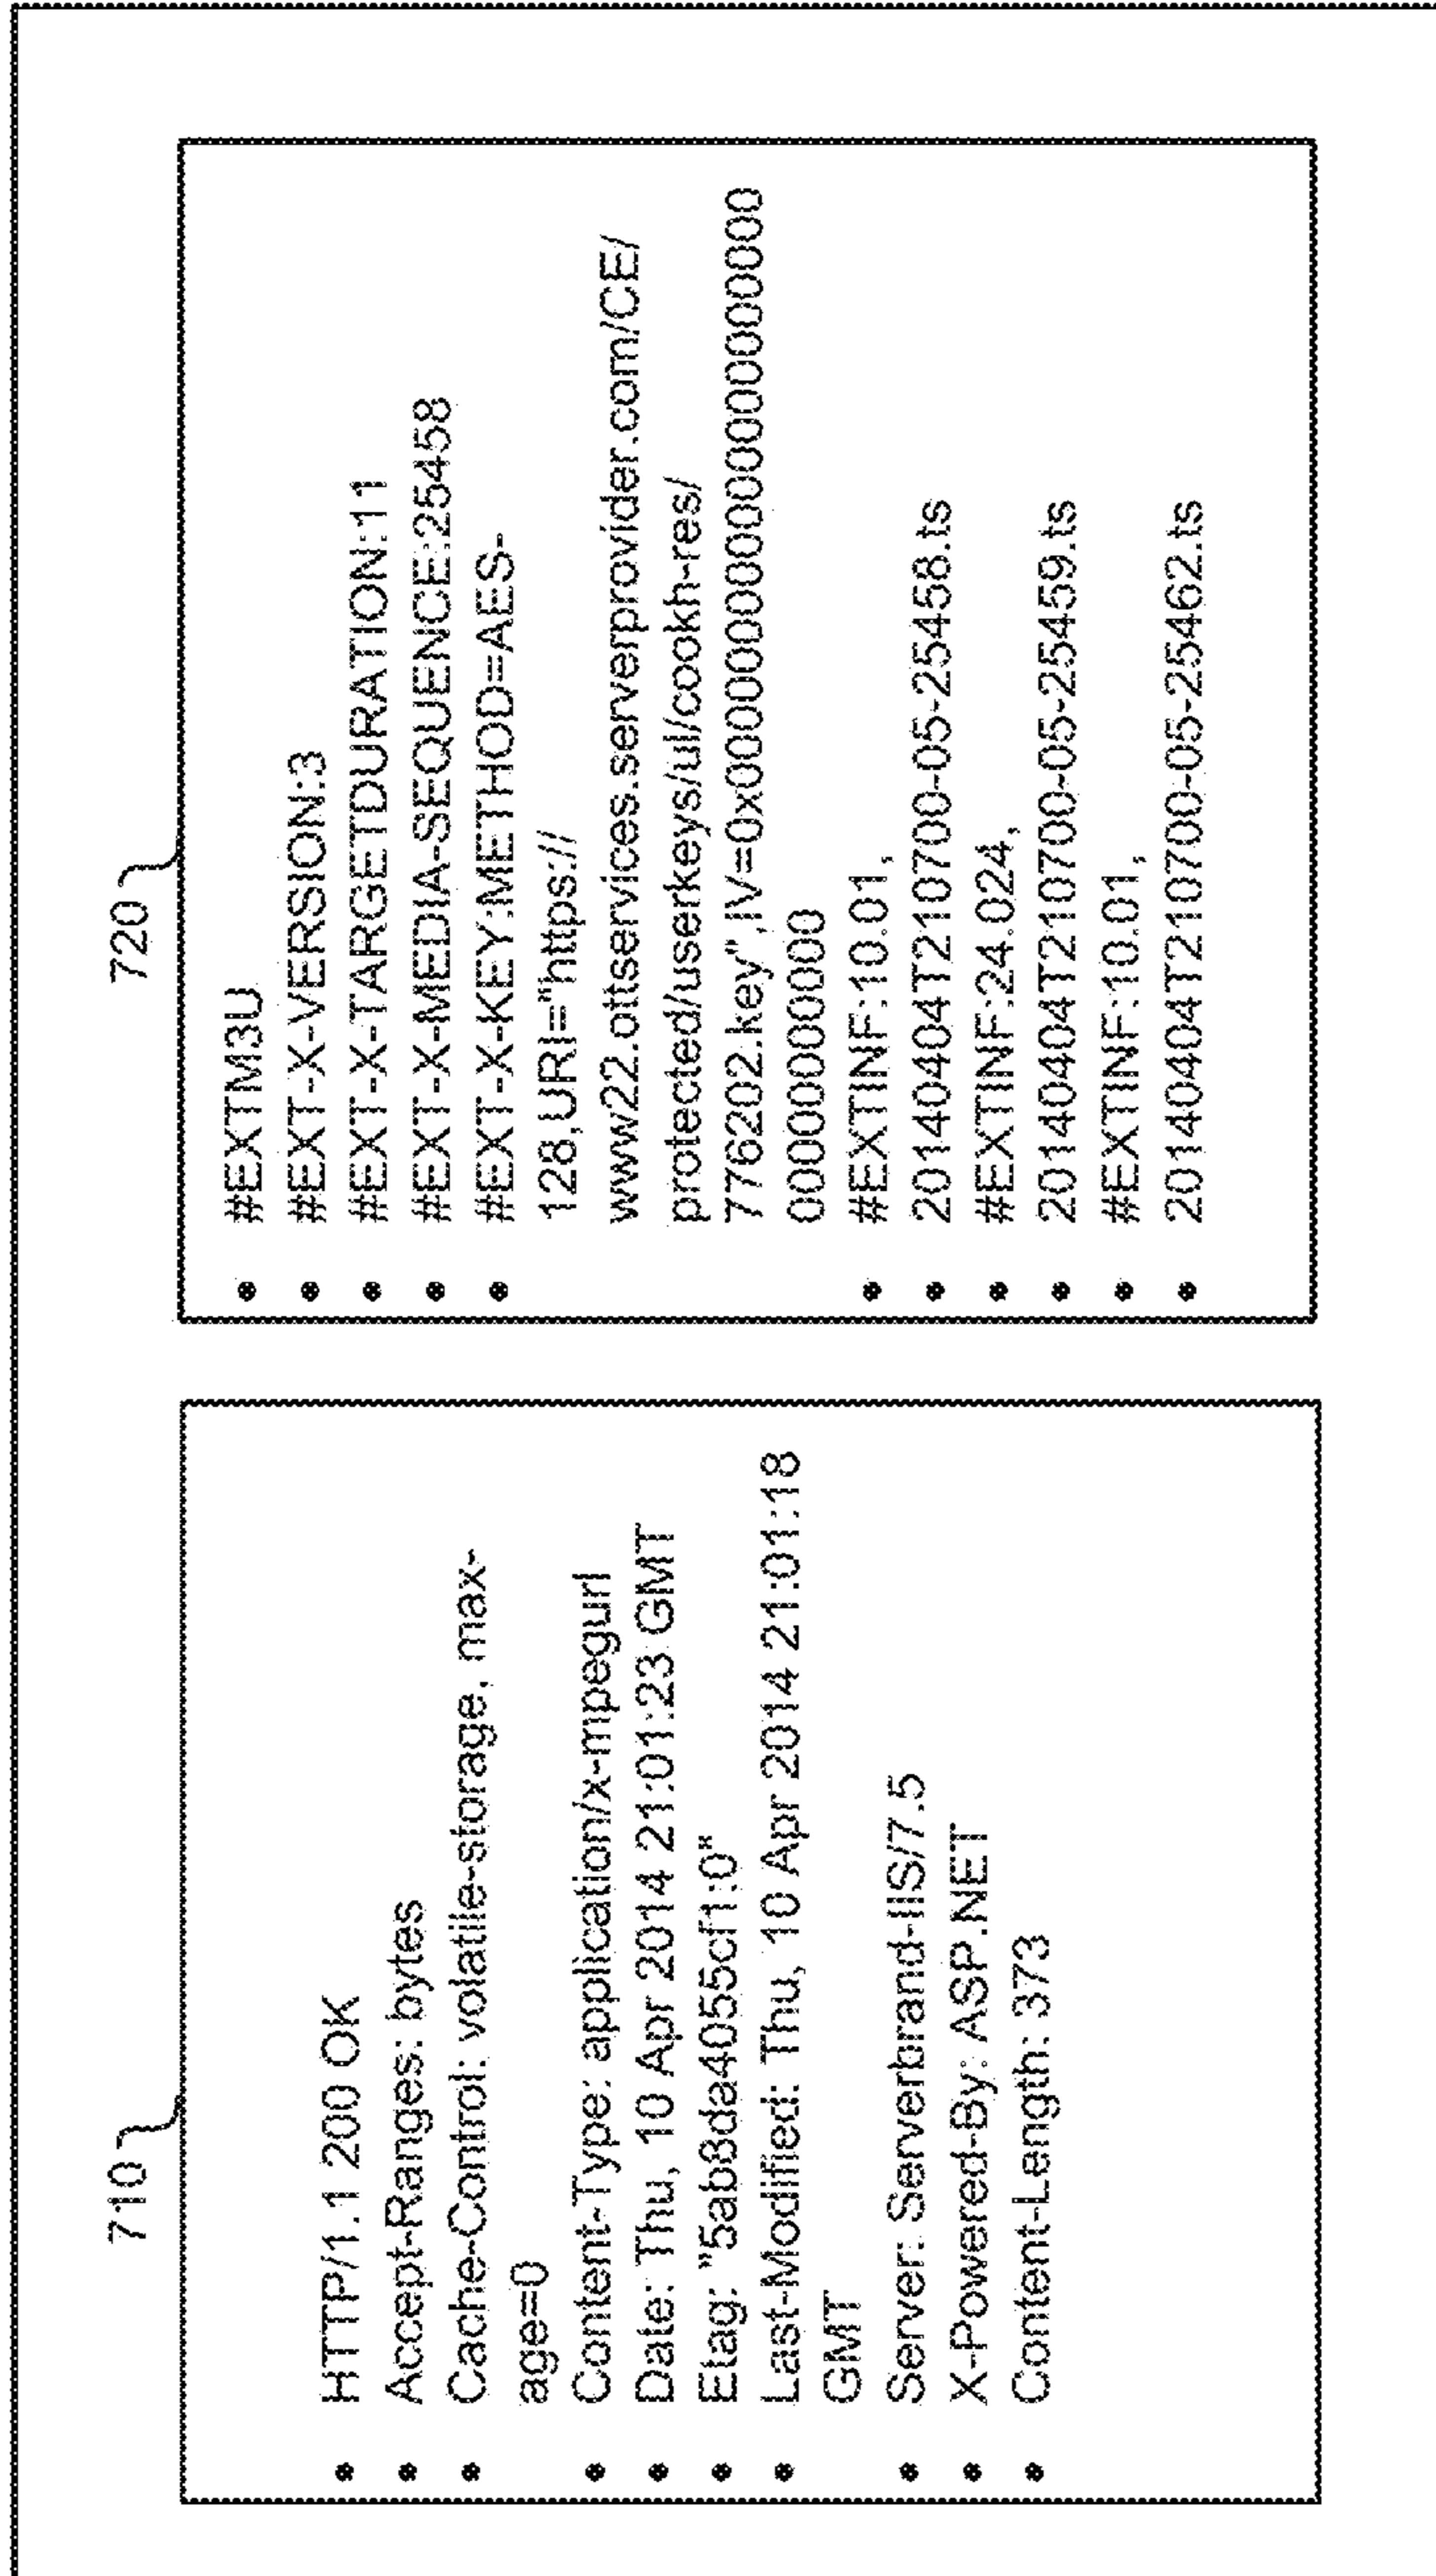 710
HTTP/1.1 200 OK
Accept-Ranges: bytes
Cache-Control: volatile-storage, max-
age=0
Content-Type: application/x-mpegurl
Date: Thu, 10 Apr 2014 21:01:23 GMT
Etag: "5ab8da4055cf1:0"
Last-Modified: Thu, 10 Apr 2014 21:01:18
GMT
Server: Serverbrand-IIS/7.5
X-Powered-By: ASP.NET
Content-Length: 373
720
#EXTM3U
#EXT-X-VERSION:3
#EXT-X-TARGETDURATION:11
#EXT-X-MEDIA-SEQUENCE:25458
#EXT-X-KEY:METHOD=AES-
128,URI="https://
www22.ottservices.serverprovider.com/CE/
protected/userkeys/ul/cookh-res/
776202.key",IV=0x000000000000000000000
00000000000
#EXTINF:10.01,
20140404T210700-05-25458.ts
#EXTINF:24.024,
20140404T210700-05-25459.ts
#EXTINF:10.01,
20140404T210700-05-25462.ts